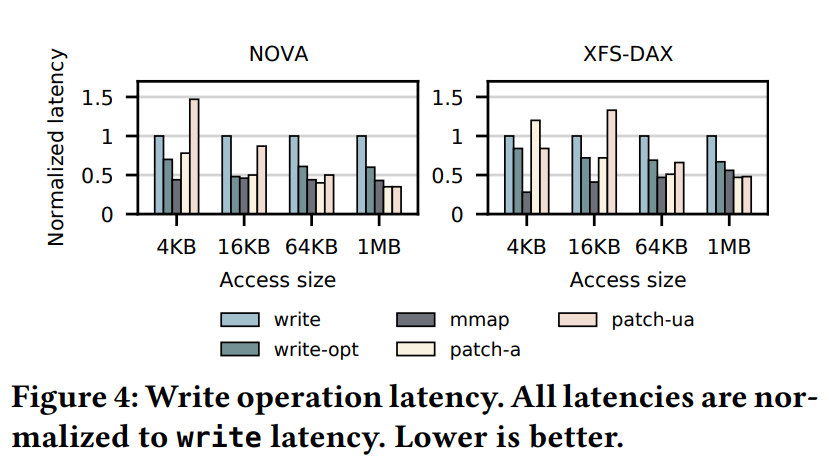 NOVA
XFS-DAX
Normalized latency
1.5
1
0.5
0
1.5
1
0.5
0
4KB 16KB 64KB 1MB
4KB 16KB 64KB 1MB
Access size
Access size
write
mmap
patch-ua
write-opt
patch-a
Figure 4: Write operation latency. All latencies are nor-
malized to write latency. Lower is better.